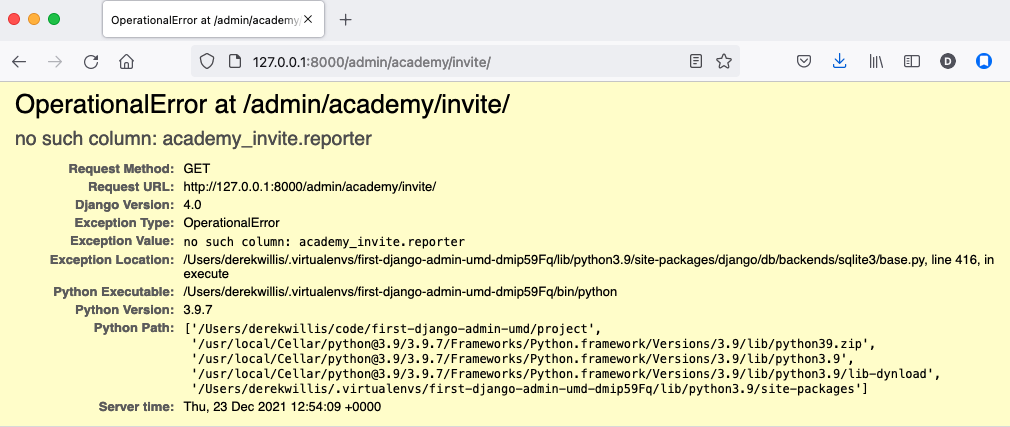 OperationalError at /admin/academy/
127.0.0.1:8000/admin/academy/invite/
D
OperationalError at /admin/academy/invite/
no such column: academy_invite.reporter
Request Method: GET
Request URL: http://127.0.0.1:8000/admin/academy/invite/
Django Version: 4.0
Exception Type: OperationalError
Exception Value: no such column: academy_invite.reporter
Exception Location: /Users/derekwillis/.virtualenvs/first-django-admin-umd-dmip59Fq/lib/python3.9/site-packages/django/db/backends/sqlite3/base.py, line 416, in
execute
Python Executable: /Users/derekwillis/.virtualenvs/first-django-admin-umd-dmip59Fq/bin/python
Python Version: 3.9.7
Python Path: ['/Users/derekwillis/code/first-django-admin-umd/project',
'/usr/local/Cellar/python@3.9/3.9.7/Frameworks/Python.framework/Versions/3.9/lib/python39.zip',
'/usr/local/Cellar/python@3.9/3.9.7/Frameworks/Python.framework/Versions/3.9/lib/python3.9',
'/usr/local/Cellar/python@3.9/3.9.7/Frameworks/Python.framework/Versions/3.9/lib/python3.9/lib-dynload',
'/Users/derekwillis/.virtualenvs/first-django-admin-umd-dmip59Fq/lib/python3.9/site-packages']
Server time: Thu, 23 Dec 2021 12:54:09 +0000